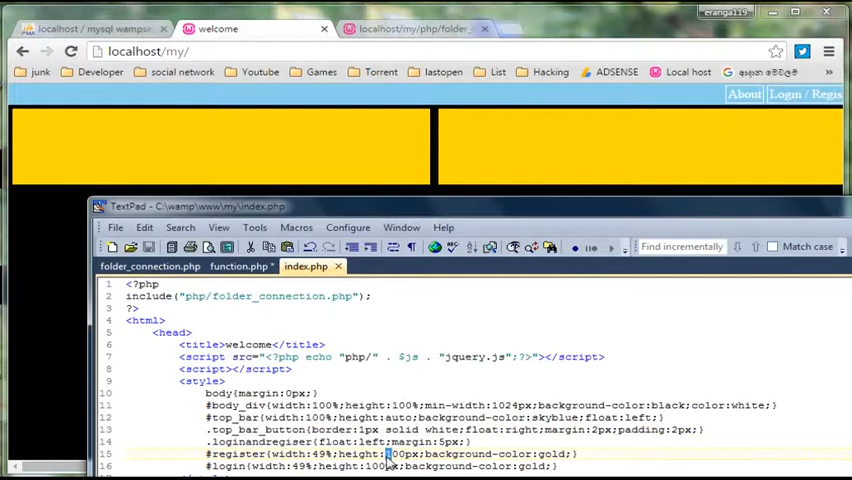 eranga119
localhost / mysql wampse
welcome
localhost/my/php/folder_
localhost/my/
junk Developer social network Youtube Games Torrent lastopen List Hacking ADSENSE Local host ආදාන මෙවලම් »
About Login / Regis
TextPad - C:\wamp\www\my\index.php
File Edit Search View Tools Macros Configure Window Help
Find incrementally Match case
folder_connection.php function.php * index.php
1 <?php
2 include("php/folder_connection.php");
3 ?>
4 <html>
5 <head>
6 <title>welcome</title>
7 <script src="<?php echo "php/" . $js . "jquery.js";?>"></script>
8 <script></script>
9 <style>
10 body{margin:0px;}
11 #body_div{width:100%;height:100%;min-width:1024px;background-color:black;color:white;}
12 #top_bar{width:100%;height:auto;background-color:skyblue;float:left;}
13 .top_bar_button{border:1px solid white;float:right;margin:2px;padding:2px;}
14 .loginandregiser{float:left;margin:5px;}
15 #register{width:49%;height:100px;background-color:gold;}
16 #login{width:49%;height:100px;background-color:gold;}